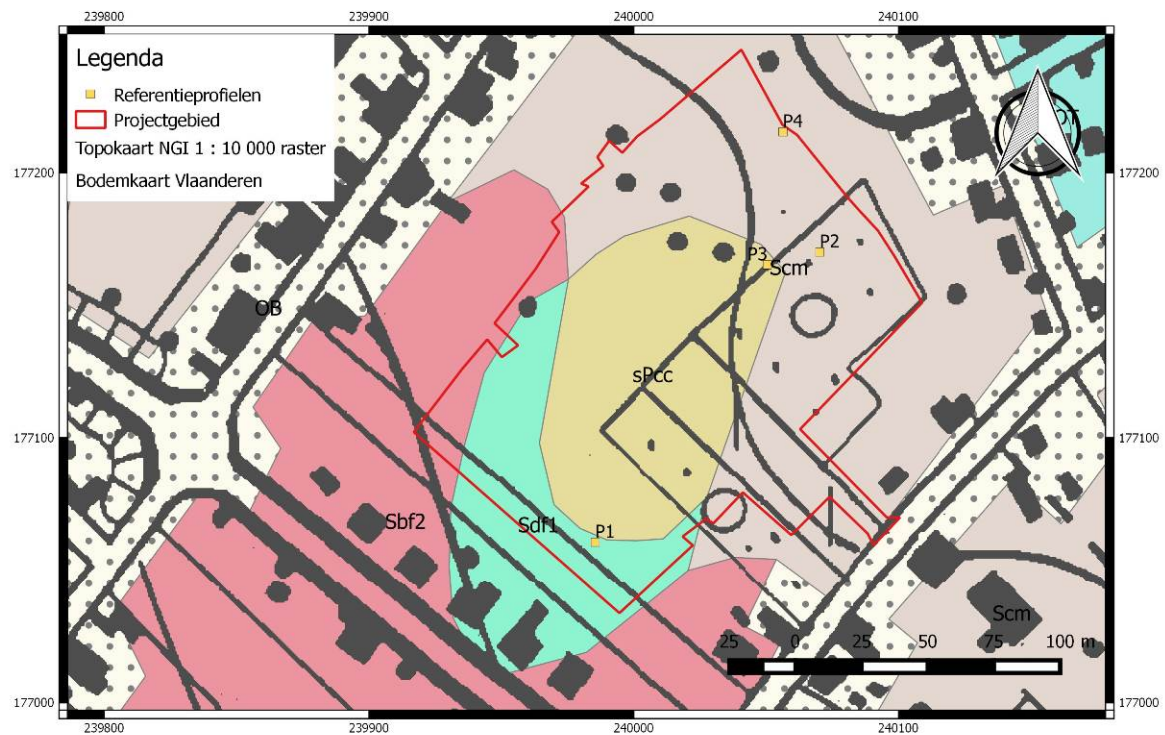 239800 239900 240000 240100
Legenda
Referentieprofielen
Projectgebied
Topokaart NGI 1 : 10 000 raster
Bodemkaart Vlaanderen
P4
OT
177200 177200
P2
P3
Scm
OB
sPcc
177100 177100
Sbf2
Sdf1
P1
Scm
25 0 25 50 75 100 m
177000 177000
239800 239900 240000 240100